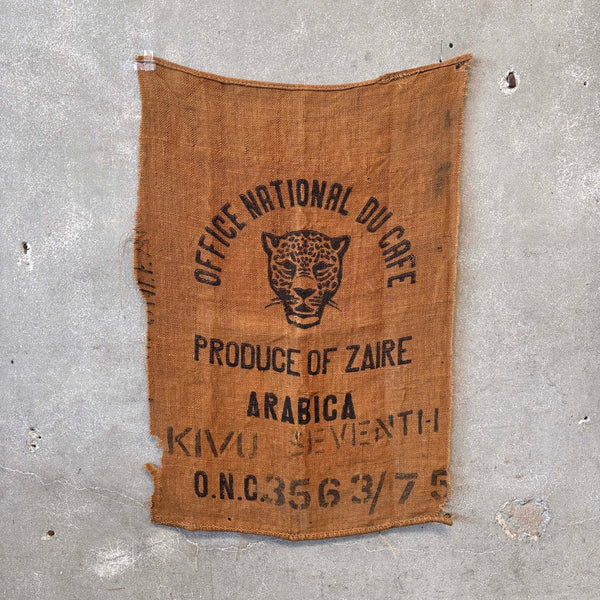 OFFICE NATIONAL DU CAFE
PRODUCE OF ZAIRE
ARABICA
KIVU SEVENTH
O.N.C. 3563/75